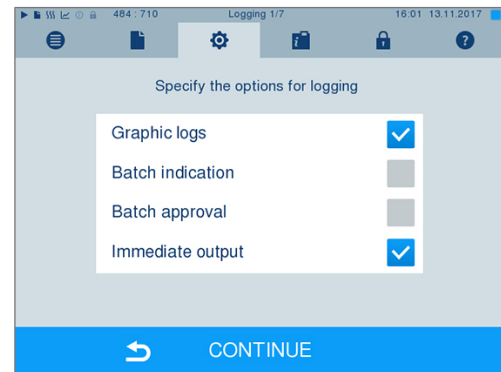 484 : 710 Logging 1/7 16:01 13.11.2017
Specify the options for logging
Graphic logs
Batch indication
Batch approval
Immediate output
CONTINUE